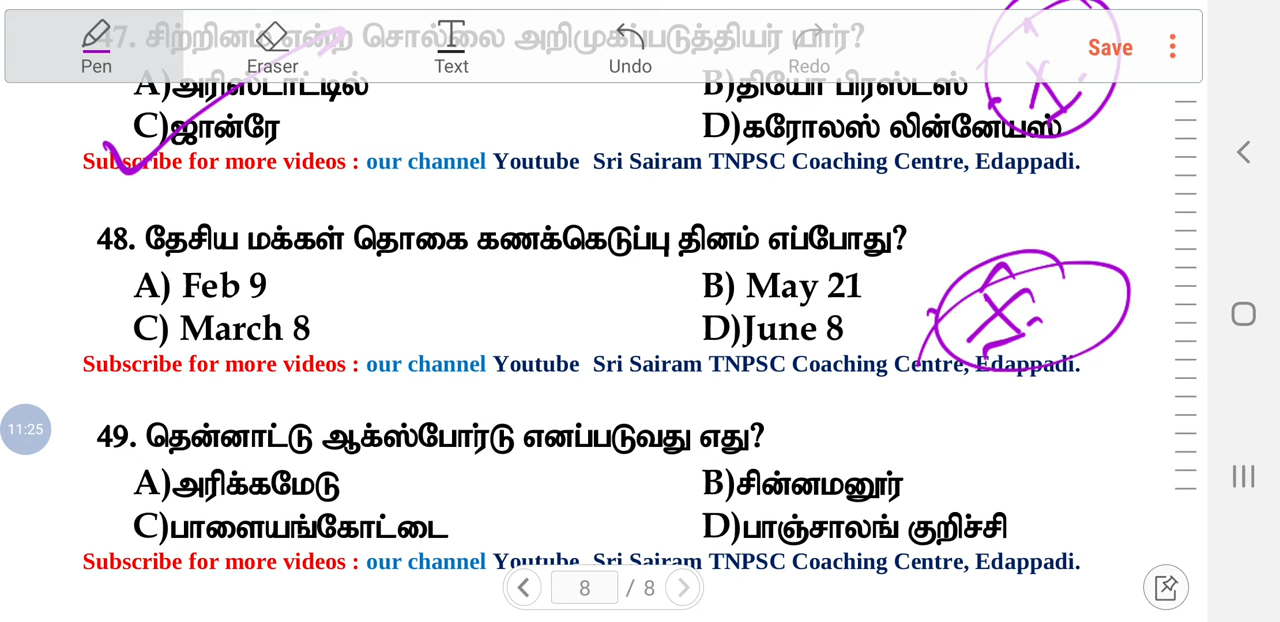 47. சிற்றினம் என்ற சொல்லை அறிமுகப்படுத்தியர் யார்?
Pen
Eraser
Text
Undo
Redo
Save
A)அரிஸ்டாட்டில்
B)தியோ பிரஸ்டஸ்
C)ஜான்ரே
D)கரோலஸ் லின்னேயஸ்
Subscribe for more videos : our channel Youtube Sri Sairam TNPSC Coaching Centre, Edappadi.
48. தேசிய மக்கள் தொகை கணக்கெடுப்பு தினம் எப்போது?
A) Feb 9
B) May 21
C) March 8
D)June 8
Subscribe for more videos : our channel Youtube Sri Sairam TNPSC Coaching Centre, Edappadi.
11:25
49. தென்னாட்டு ஆக்ஸ்போர்டு எனப்படுவது எது?
A)அரிக்கமேடு
B)சின்னமனூர்
C)பாளையங்கோட்டை
D)பாஞ்சாலங் குறிச்சி
Subscribe for more videos : our channel Youtube Sri Sairam TNPSC Coaching Centre, Edappadi.
8 / 8